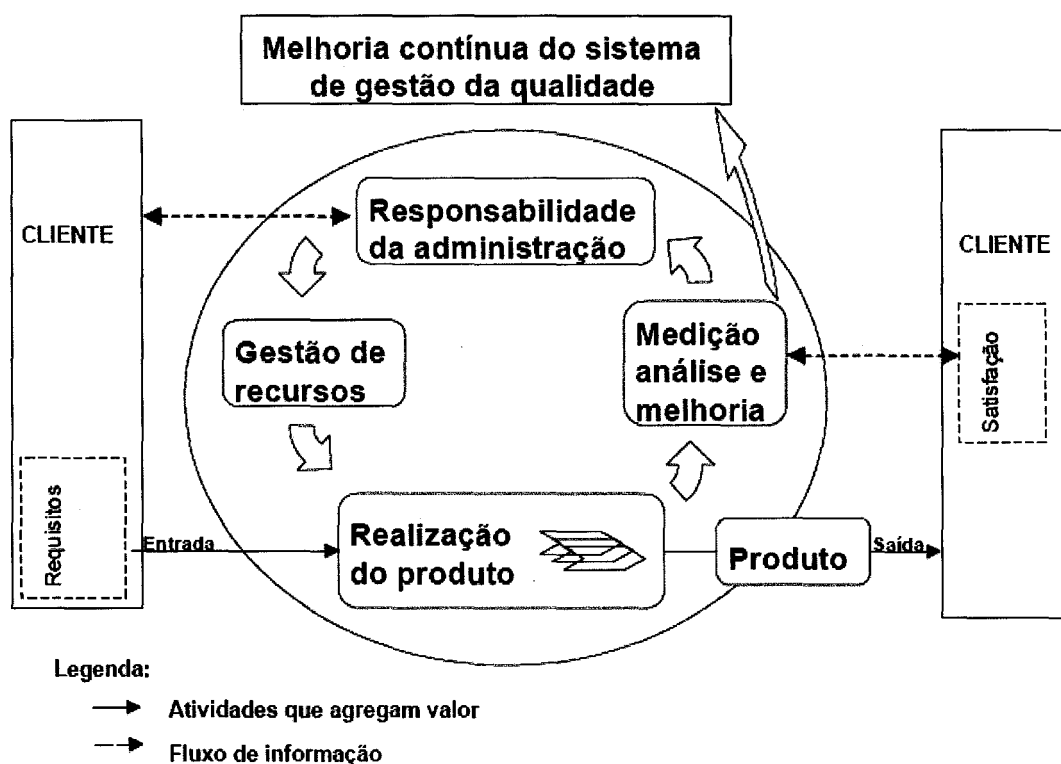 Melhoria contínua do sistema
de gestão da qualidade
CLIENTE
Responsabilidade
da administração
CLIENTE
Gestão de
recursos
Medição
análise e
melhoria
Satisfação
Requisitos
Entrada
Realização
do produto
Produto
Saída
Legenda:
Atividades que agregam valor
Fluxo de informação